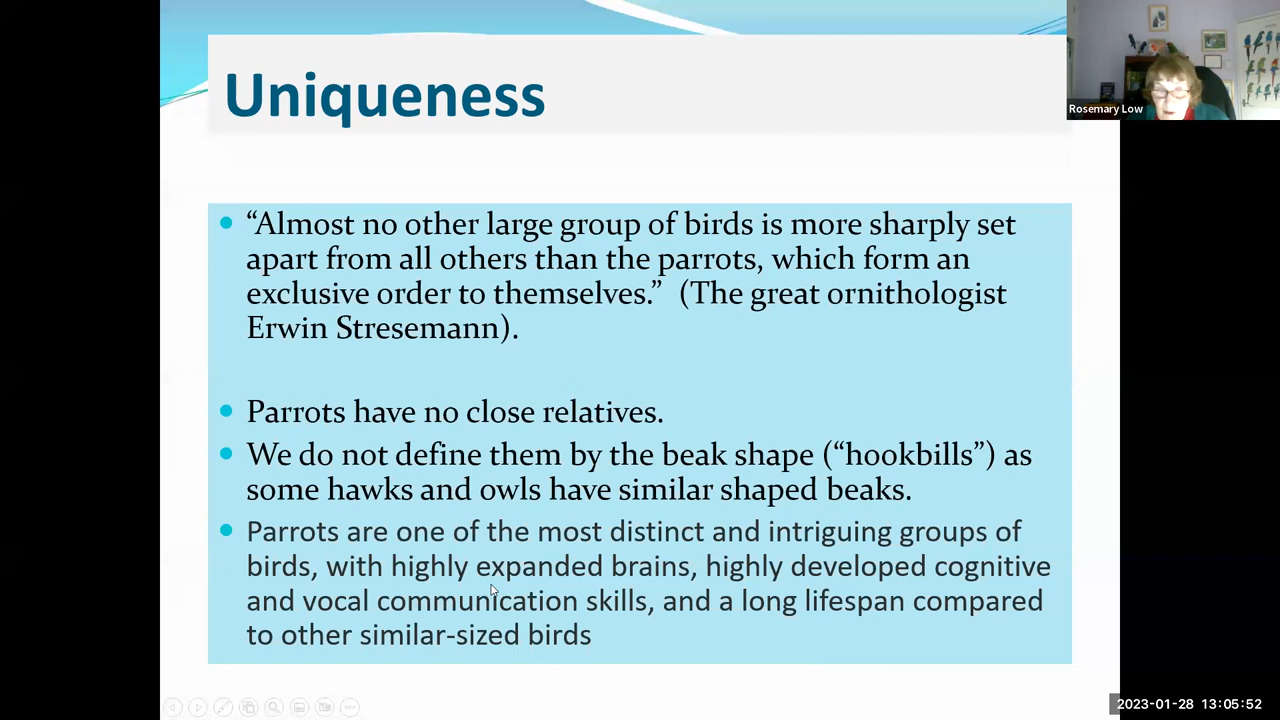 Uniqueness
Rosemary Low
“Almost no other large group of birds is more sharply set
apart from all others than the parrots, which form an
exclusive order to themselves.”  (The great ornithologist
Erwin Stresemann).
Parrots have no close relatives.
We do not define them by the beak shape (“hookbills”) as
some hawks and owls have similar shaped beaks.
Parrots are one of the most distinct and intriguing groups of
birds, with highly expanded brains, highly developed cognitive
and vocal communication skills, and a long lifespan compared
to other similar-sized birds
2023-01-28 13:05:52